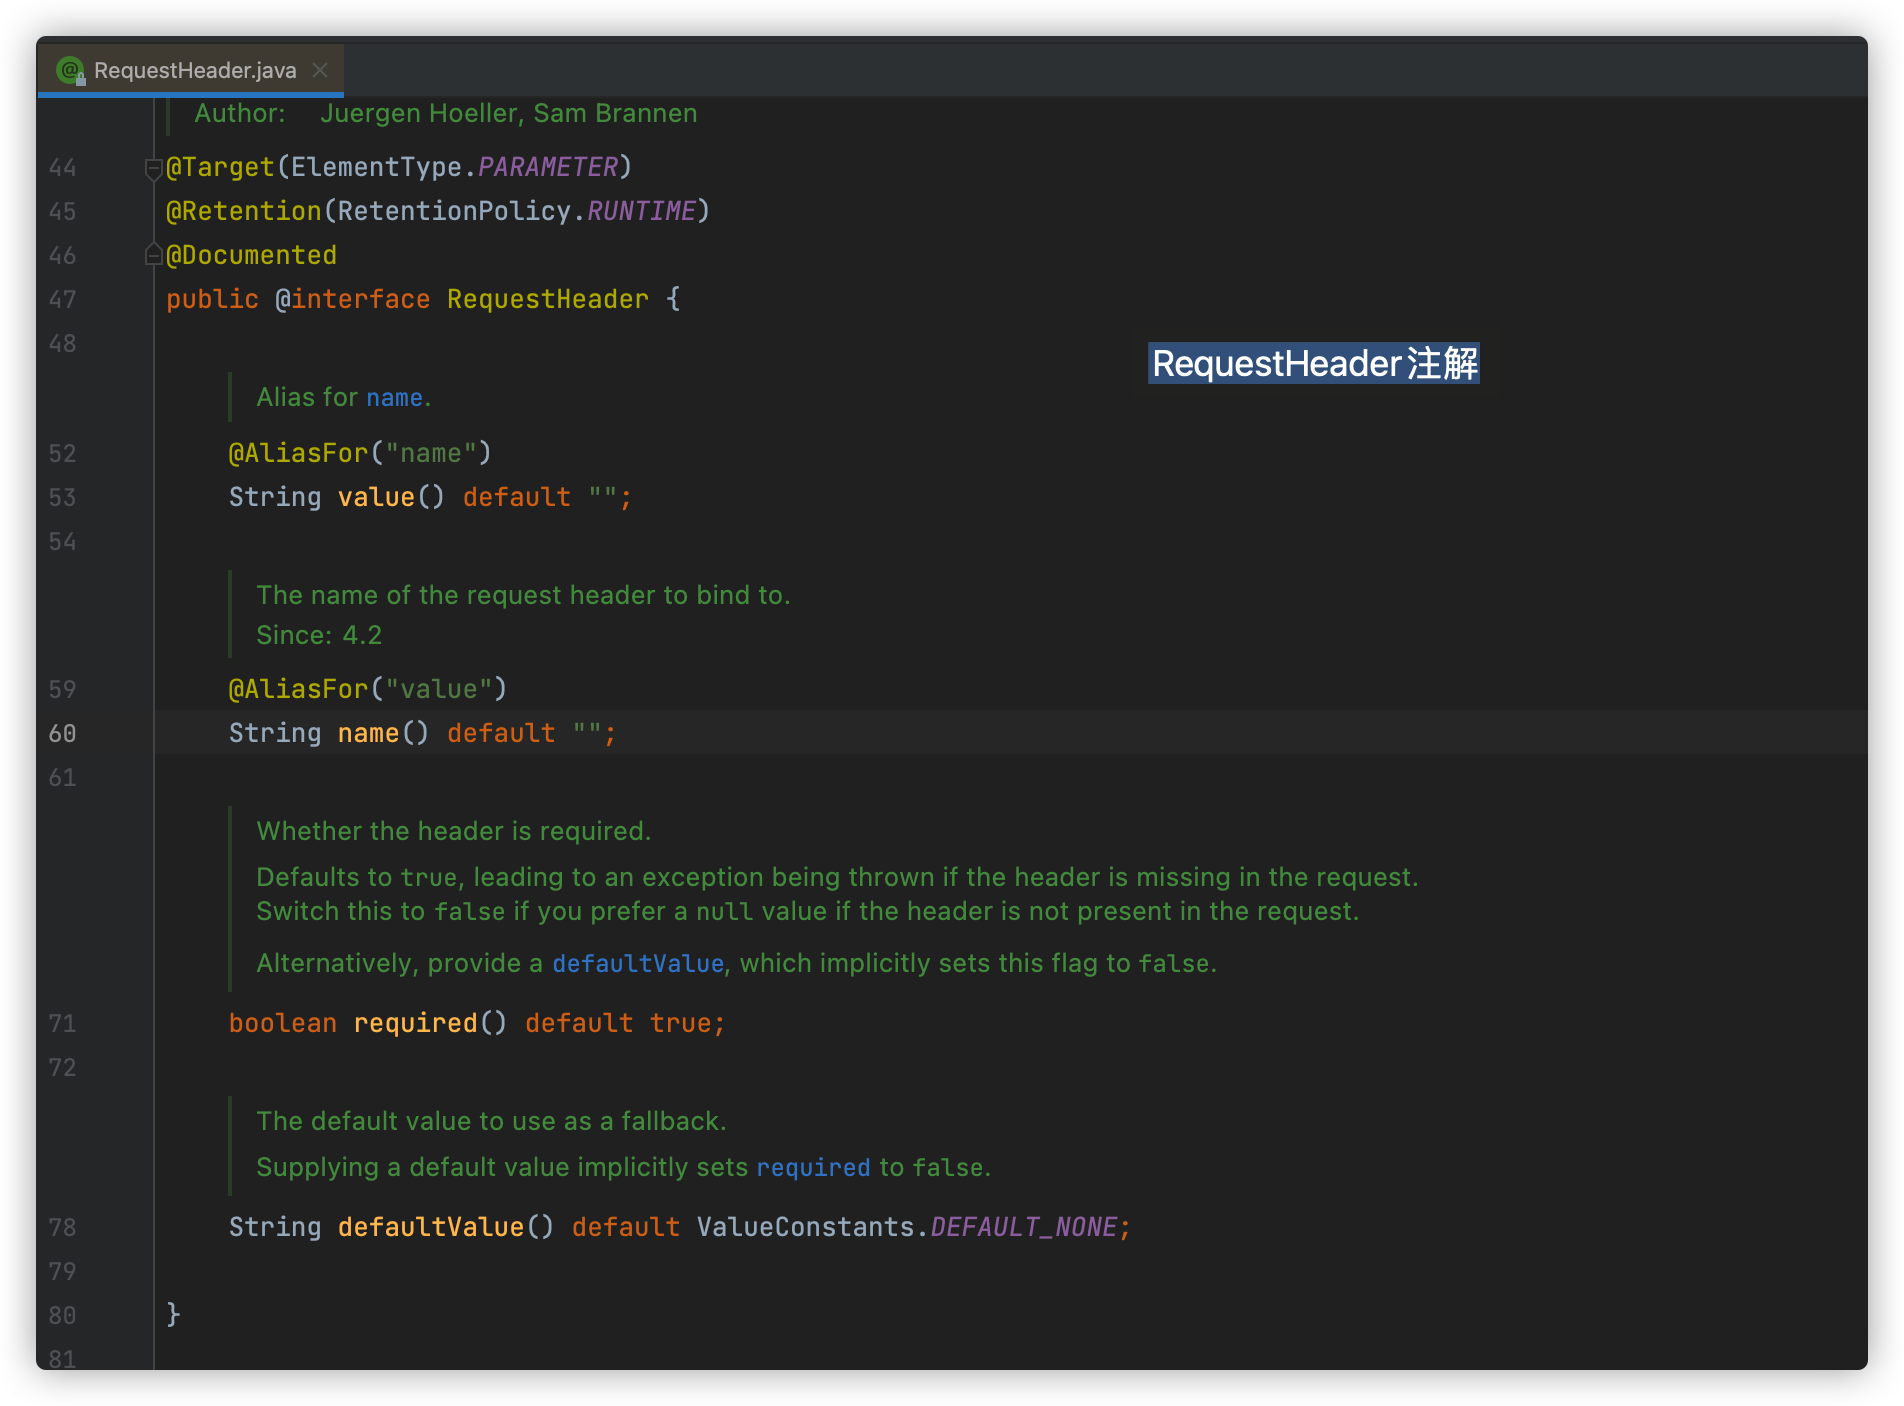 RequestHeader.java
Author: Juergen Hoeller, Sam Brannen
44 @Target(ElementType.PARAMETER)
45 @Retention(RetentionPolicy.RUNTIME)
46 @Documented
47 public @interface RequestHeader {
48
RequestHeader注解
Alias for name.
52 @AliasFor("name")
53 String value() default "";
54
The name of the request header to bind to.
Since: 4.2
59 @AliasFor("value")
60 String name() default "";
61
Whether the header is required.
Defaults to true, leading to an exception being thrown if the header is missing in the request.
Switch this to false if you prefer a null value if the header is not present in the request.
Alternatively, provide a defaultValue, which implicitly sets this flag to false.
71 boolean required() default true;
72
The default value to use as a fallback.
Supplying a default value implicitly sets required to false.
78 String defaultValue() default ValueConstants.DEFAULT_NONE;
79
80 }
81